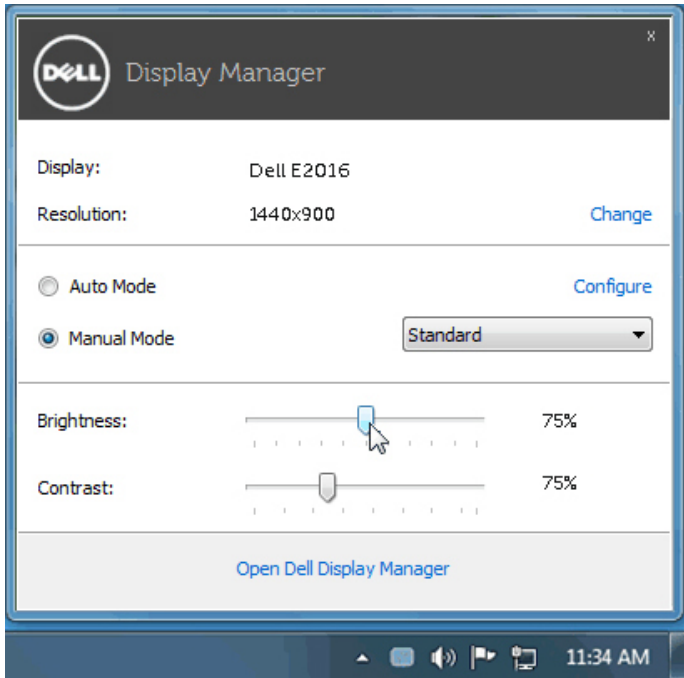 x
DELL Display Manager
Display: Dell E2016
Resolution: 1440x900 Change
Auto Mode Configure
Manual Mode Standard
Brightness: 75%
Contrast: 75%
Open Dell Display Manager
11:34 AM